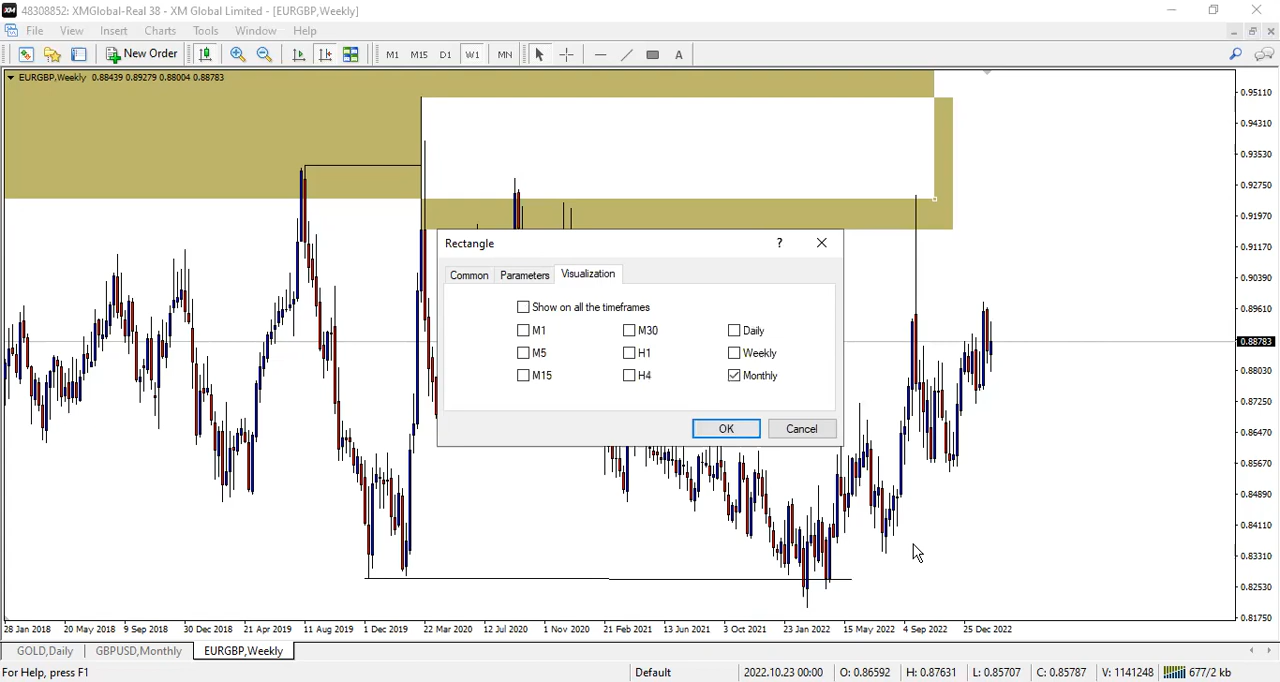 48308852: XMGlobal-Real 38 - XM Global Limited - [EURGBP,Weekly]
File View Insert Charts Tools Window Help
New Order M1 M15 D1 W1 MN A
EURGBP,Weekly 0.88439 0.89279 0.88004 0.88783
0.95110
0.94310
0.93530
0.92750
0.91970
0.91170
0.90390
0.89610
0.88783
0.88030
0.87250
0.86470
0.85670
0.84890
0.84110
0.83310
0.82530
0.81750
Rectangle ?
Common Parameters Visualization
Show on all the timeframes
M1 M30 Daily
M5 H1 Weekly
M15 H4 Monthly
OK Cancel
28 Jan 2018 20 May 2018 9 Sep 2018 30 Dec 2018 21 Apr 2019 11 Aug 2019 1 Dec 2019 22 Mar 2020 12 Jul 2020 1 Nov 2020 21 Feb 2021 13 Jun 2021 3 Oct 2021 23 Jan 2022 15 May 2022 4 Sep 2022 25 Dec 2022
GOLD,Daily GBPUSD,Monthly EURGBP,Weekly
For Help, press F1 Default 2022.10.23 00:00 O: 0.86592 H: 0.87631 L: 0.85707 C: 0.85787 V: 1141248 677/2 kb